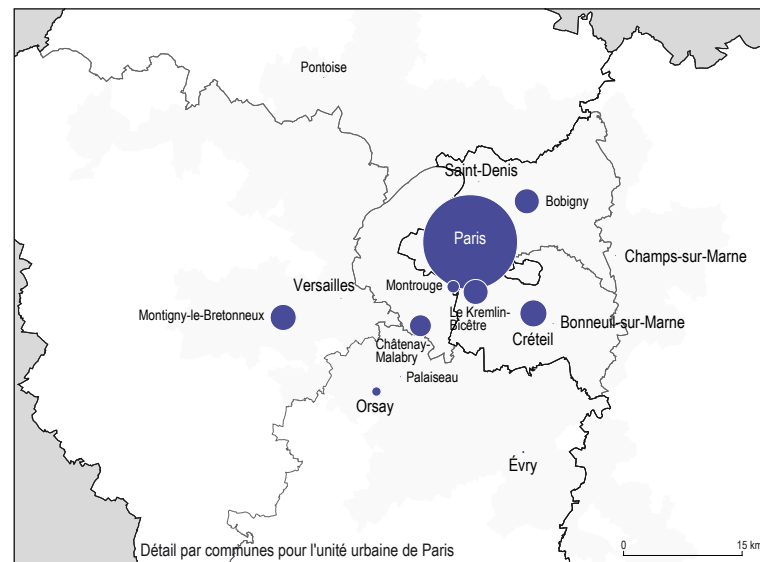 Pontoise
Saint-Denis
Bobigny
Paris
Champs-sur-Marne
Versailles
Montrouge
Montigny-le-Bretonneux
Le Kremlin-
Bicêtre
Bonneuil-sur-Marne
Créteil
Châtenay-
Malabry
Palaiseau
Orsay
Évry
Détail par communes pour l'unité urbaine de Paris
0 15 km